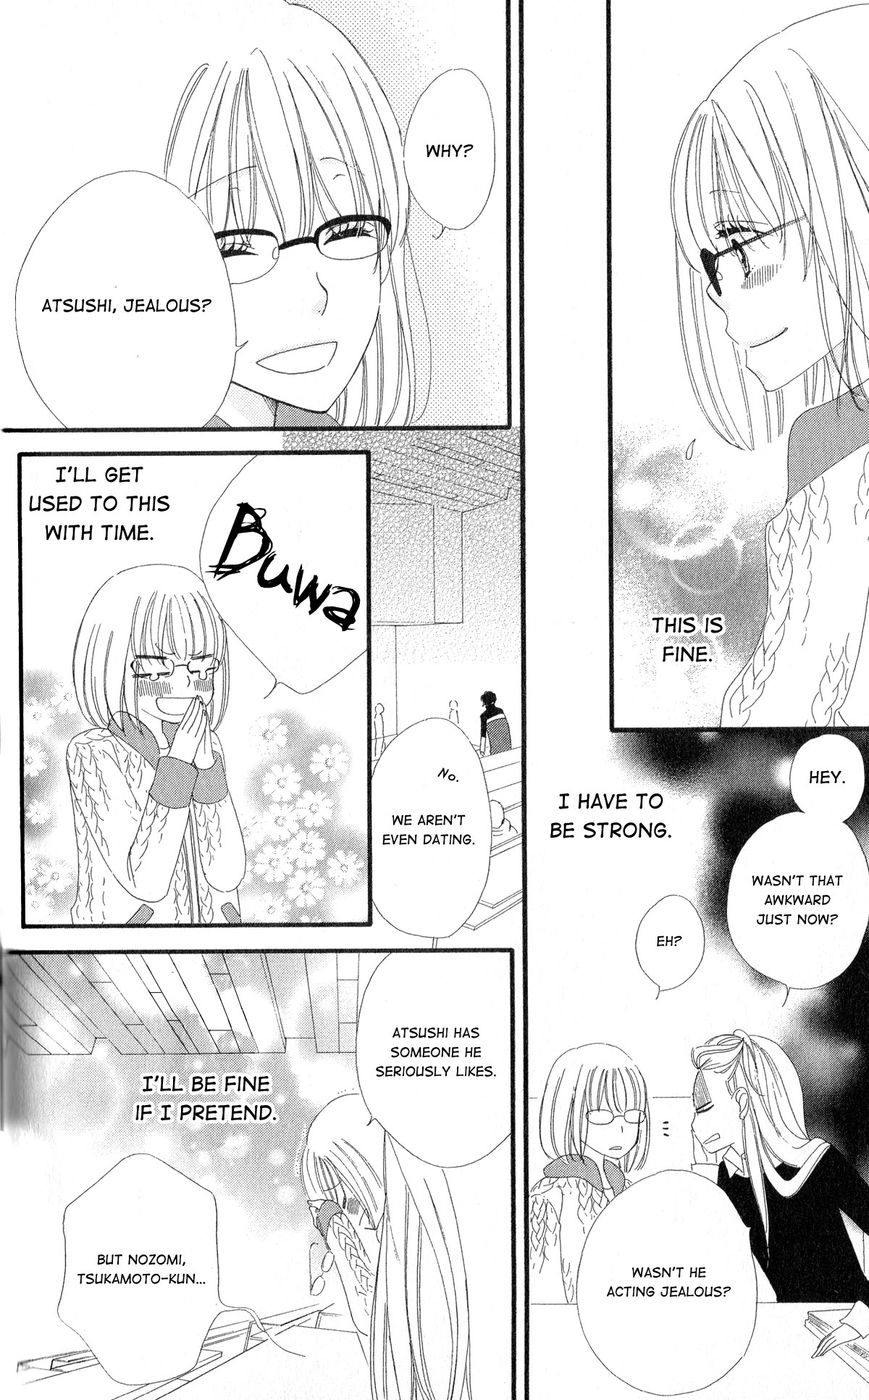 THIS IS
FINE.
I HAVE TO
BE STRONG.
HEY.
WASN'T THAT
AWKWARD
JUST NOW?
EH?
WASN'T HE
ACTING JEALOUS?
WHY?
ATSUSHI, JEALOUS?
Buwa
I'LL GET
USED TO THIS
WITH TIME.
No.
WE AREN'T
EVEN DATING.
ATSUSHI HAS
SOMEONE HE
SERIOUSLY LIKES.
I'LL BE FINE
IF I PRETEND.
BUT NOZOMI,
TSUKAMOTO-KUN...